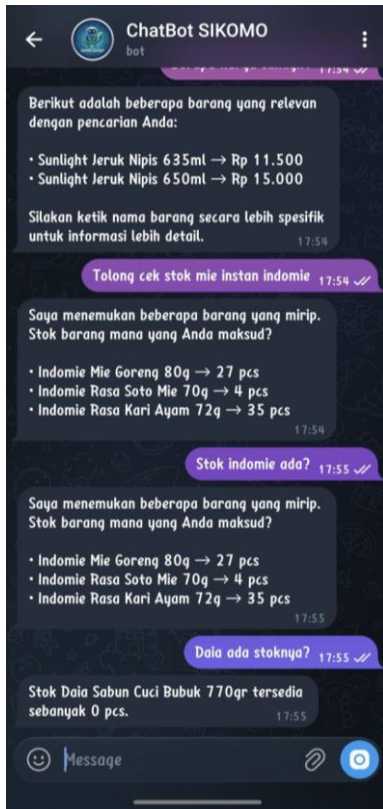 ChatBot SIKOMO
bot
17:54
Berikut adalah beberapa barang yang relevan
dengan pencarian Anda:
• Sunlight Jeruk Nipis 635ml → Rp 11.500
• Sunlight Jeruk Nipis 650ml → Rp 15.000
Silakan ketik nama barang secara lebih spesifik
untuk informasi lebih detail.
17:54
Tolong cek stok mie instan indomie 17:54
Saya menemukan beberapa barang yang mirip.
Stok barang mana yang Anda maksud?
• Indomie Mie Goreng 80g → 27 pcs
• Indomie Rasa Soto Mie 70g → 4 pcs
• Indomie Rasa Kari Ayam 72g → 35 pcs
17:54
Stok indomie ada? 17:55
Saya menemukan beberapa barang yang mirip.
Stok barang mana yang Anda maksud?
• Indomie Mie Goreng 80g → 27 pcs
• Indomie Rasa Soto Mie 70g → 4 pcs
• Indomie Rasa Kari Ayam 72g → 35 pcs
17:55
Daia ada stoknya? 17:55
Stok Daia Sabun Cuci Bubuk 770gr tersedia
sebanyak 0 pcs.
17:55
Message